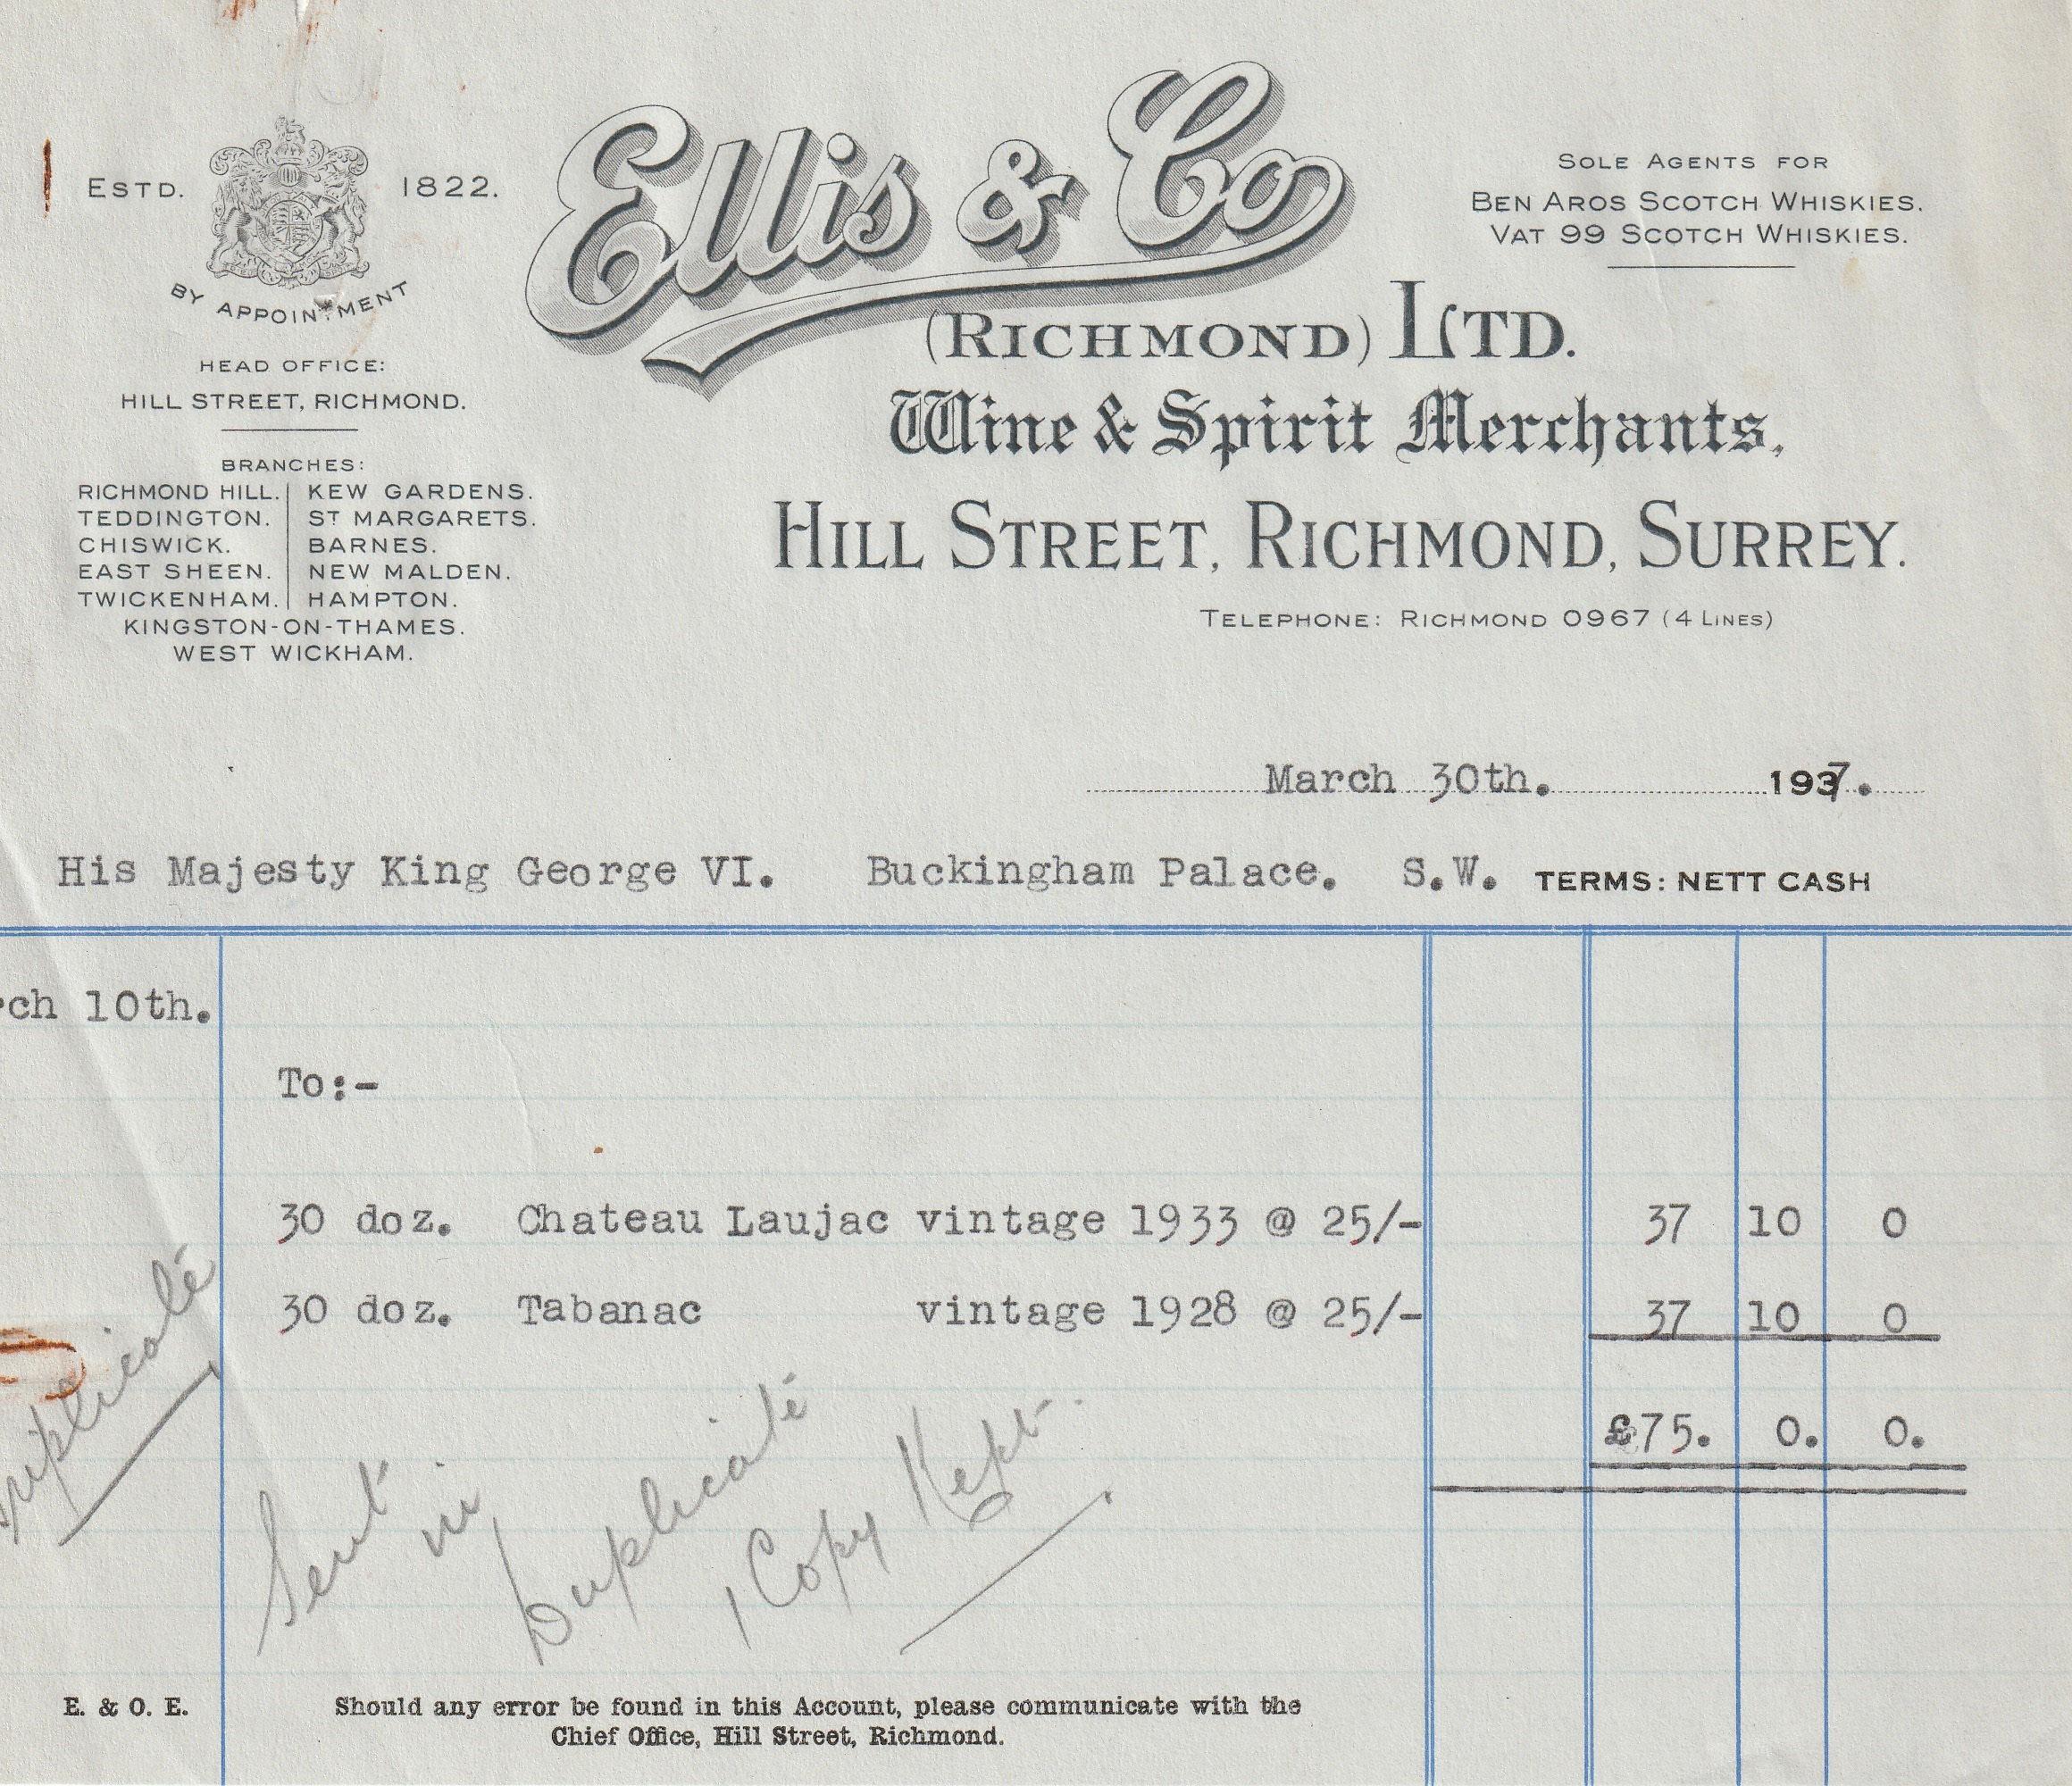 ESTD. 1822.
BY APPOINTMENT
HEAD OFFICE:
HILL STREET, RICHMOND.
BRANCHES:
RICHMOND HILL. KEW GARDENS.
TEDDINGTON. ST MARGARETS.
CHISWICK. BARNES.
EAST SHEEN. NEW MALDEN.
TWICKENHAM. HAMPTON.
KINGSTON-ON-THAMES.
WEST WICKHAM.
Ellis & Co
(RICHMOND) LTD.
Wine & Spirit Merchants,
HILL STREET, RICHMOND, SURREY.
TELEPHONE: RICHMOND 0967 (4 LINES)
SOLE AGENTS FOR
BEN AROS SCOTCH WHISKIES.
VAT 99 SCOTCH WHISKIES.
March 30th. 1937.
His Majesty King George VI. Buckingham Palace. S.W. TERMS: NETT CASH
rch 10th.
To:-
30 doz. Chateau Laujac vintage 1933 @ 25/- 37 10 0
30 doz. Tabanac vintage 1928 @ 25/- 37 10 0
£75. 0. 0.
uplicate
Sent in Duplicate
1 Copy Kept.
E. & O. E.
Should any error be found in this Account, please communicate with the
Chief Office, Hill Street, Richmond.